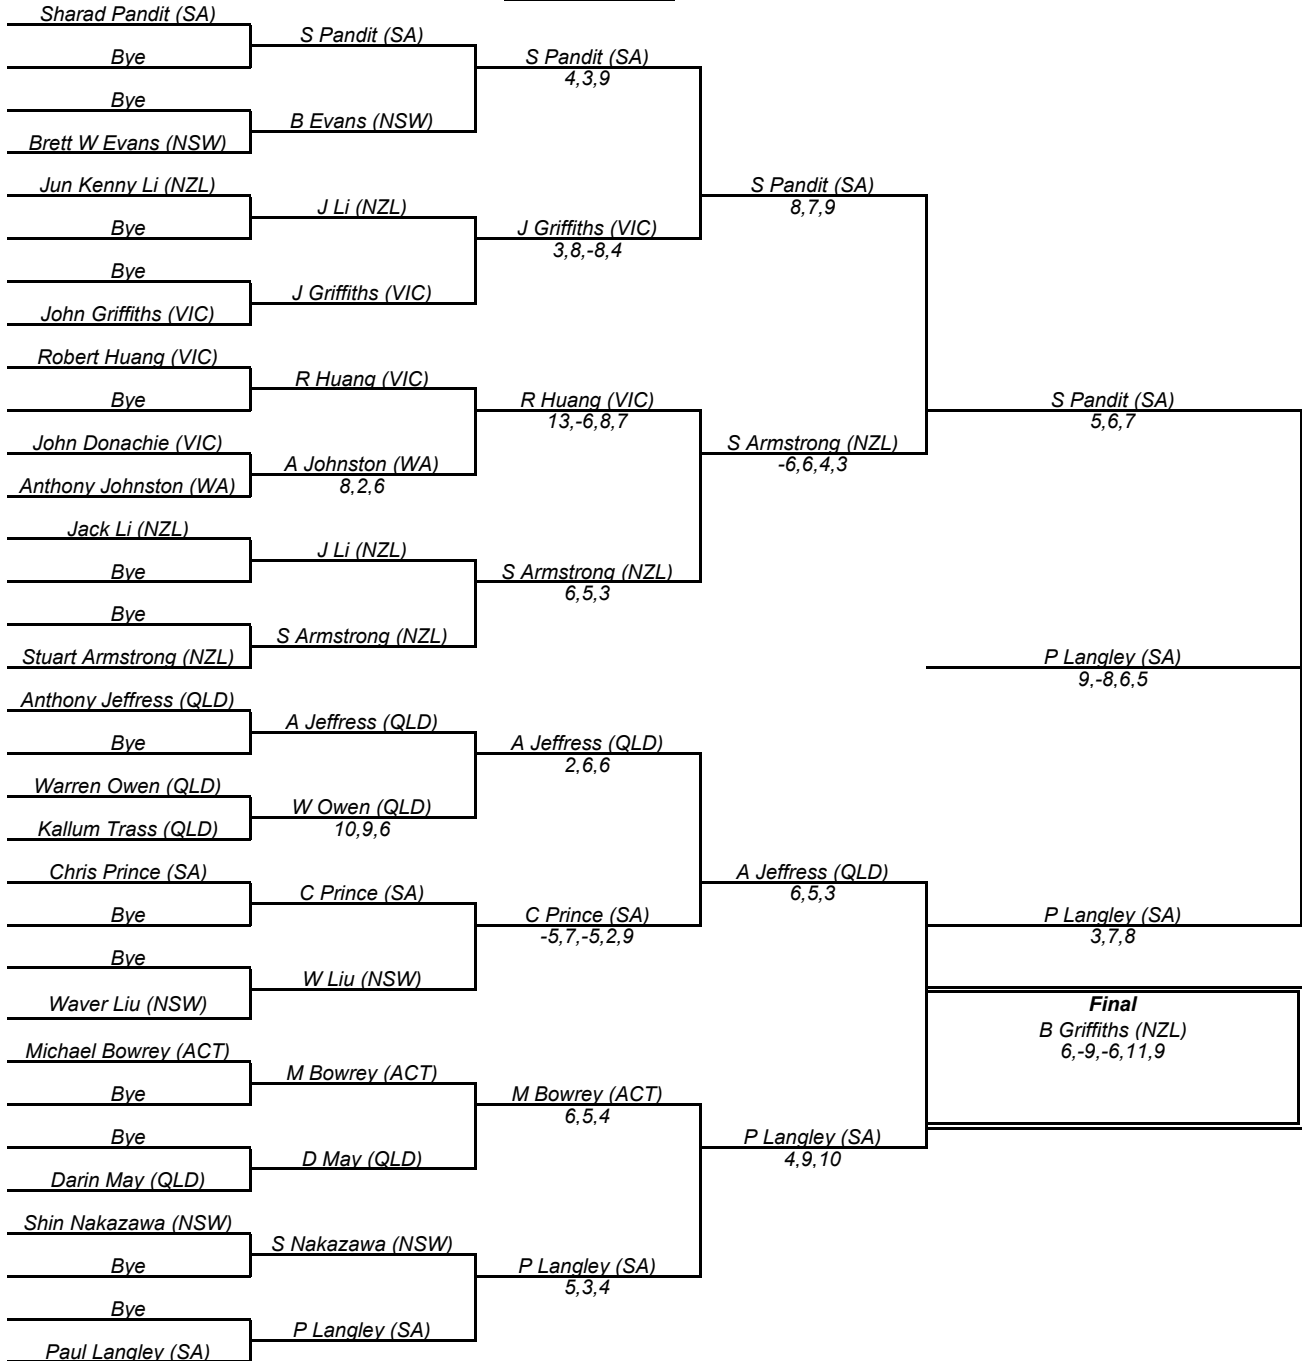 Sharad Pandit (SA)
S Pandit (SA)
Bye
S Pandit (SA)
4,3,9
Bye
B Evans (NSW)
Brett W Evans (NSW)
Jun Kenny Li (NZL)
S Pandit (SA)
8,7,9
J Li (NZL)
Bye
J Griffiths (VIC)
3,8,-8,4
Bye
J Griffiths (VIC)
John Griffiths (VIC)
Robert Huang (VIC)
R Huang (VIC)
Bye
R Huang (VIC)
13,-6,8,7
S Pandit (SA)
5,6,7
John Donachie (VIC)
S Armstrong (NZL)
-6,6,4,3
A Johnston (WA)
8,2,6
Anthony Johnston (WA)
Jack Li (NZL)
J Li (NZL)
Bye
S Armstrong (NZL)
6,5,3
Bye
S Armstrong (NZL)
Stuart Armstrong (NZL)
P Langley (SA)
9,-8,6,5
Anthony Jeffress (QLD)
A Jeffress (QLD)
Bye
A Jeffress (QLD)
2,6,6
Warren Owen (QLD)
W Owen (QLD)
10,9,6
Kallum Trass (QLD)
Chris Prince (SA)
A Jeffress (QLD)
6,5,3
C Prince (SA)
Bye
C Prince (SA)
-5,7,-5,2,9
P Langley (SA)
3,7,8
Bye
W Liu (NSW)
Waver Liu (NSW)
Final
B Griffiths (NZL)
6,-9,-6,11,9
Michael Bowrey (ACT)
M Bowrey (ACT)
Bye
M Bowrey (ACT)
6,5,4
Bye
P Langley (SA)
4,9,10
D May (QLD)
Darin May (QLD)
Shin Nakazawa (NSW)
S Nakazawa (NSW)
Bye
P Langley (SA)
5,3,4
Bye
P Langley (SA)
Paul Langley (SA)